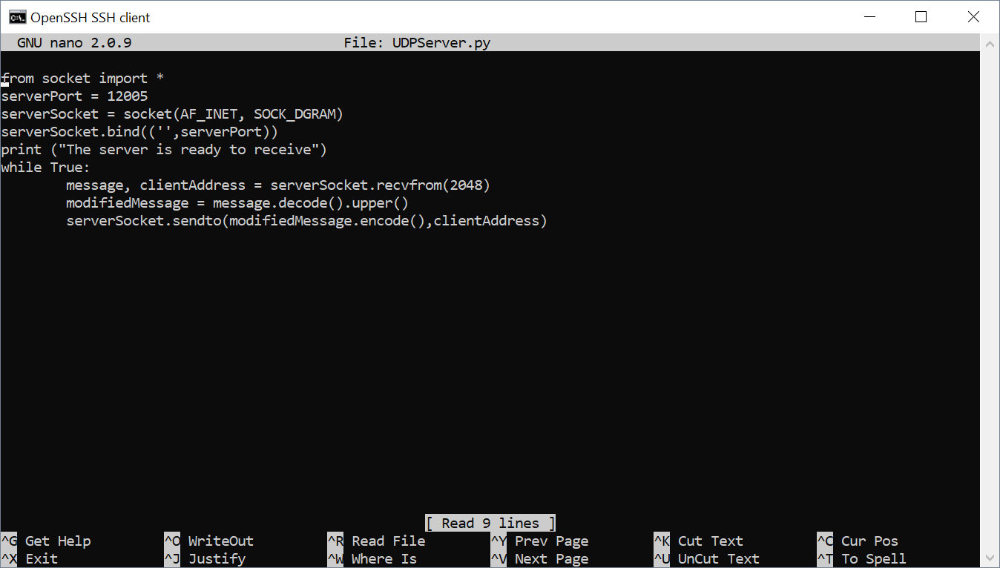 OpenSSH SSH client
GNU nano 2.0.9 File: UDPServer.py
from socket import *
serverPort = 12005
serverSocket = socket(AF_INET, SOCK_DGRAM)
serverSocket.bind(('',serverPort))
print ("The server is ready to receive")
while True:
        message, clientAddress = serverSocket.recvfrom(2048)
        modifiedMessage = message.decode().upper()
        serverSocket.sendto(modifiedMessage.encode(),clientAddress)
[ Read 9 lines ]
^G Get Help ^O WriteOut ^R Read File ^Y Prev Page ^K Cut Text ^C Cur Pos
^X Exit ^J Justify ^W Where Is ^V Next Page ^U UnCut Text ^T To Spell